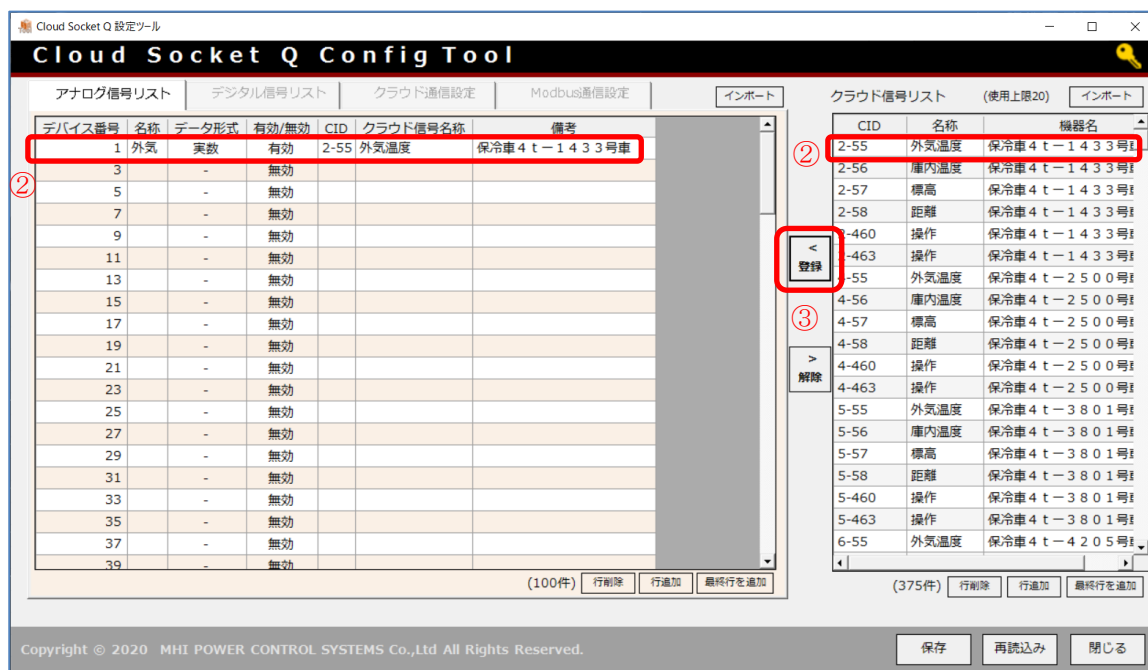 Cloud Socket Q 設定ツール
Cloud Socket Q Config Tool
アナログ信号リスト デジタル信号リスト クラウド通信設定 Modbus通信設定 インポート
クラウド信号リスト (使用上限20) インポート
デバイス番号 名称 データ形式 有効/無効 CID クラウド信号名称 備考
② 1 外気 実数 有効 2-55 外気温度 保冷車4t－1433号車
3 - 無効
5 - 無効
7 - 無効
9 - 無効
11 - 無効
13 - 無効
15 - 無効
17 - 無効
19 - 無効
21 - 無効
23 - 無効
25 - 無効
27 - 無効
29 - 無効
31 - 無効
33 - 無効
35 - 無効
37 - 無効
39 - 無効
(100件) 行削除 行追加 最終行を追加
<
登録
③
>
解除
CID 名称 機器名
② 2-55 外気温度 保冷車4t－1433号
2-56 庫内温度 保冷車4t－1433号
2-57 標高 保冷車4t－1433号
2-58 距離 保冷車4t－1433号
2-460 操作 保冷車4t－1433号
2-463 操作 保冷車4t－1433号
4-55 外気温度 保冷車4t－2500号
4-56 庫内温度 保冷車4t－2500号
4-57 標高 保冷車4t－2500号
4-58 距離 保冷車4t－2500号
4-460 操作 保冷車4t－2500号
4-463 操作 保冷車4t－2500号
5-55 外気温度 保冷車4t－3801号
5-56 庫内温度 保冷車4t－3801号
5-57 標高 保冷車4t－3801号
5-58 距離 保冷車4t－3801号
5-460 操作 保冷車4t－3801号
5-463 操作 保冷車4t－3801号
6-55 外気温度 保冷車4t－4205号
(375件) 行削除 行追加 最終行を追加
Copyright © 2020 MHI POWER CONTROL SYSTEMS Co.,Ltd All Rights Reserved.
保存 再読込み 閉じる